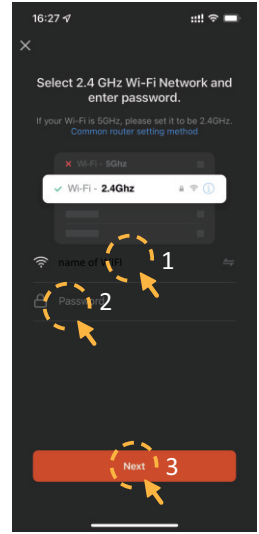 16:27
Select 2.4 GHz Wi-Fi Network and
enter password.
If your Wi-Fi is 5GHz, please set it to be 2.4GHz.
Common router setting method
Wi-Fi - 5Ghz
Wi-Fi - 2.4Ghz
name of WIFI 1
Password 2
Next 3